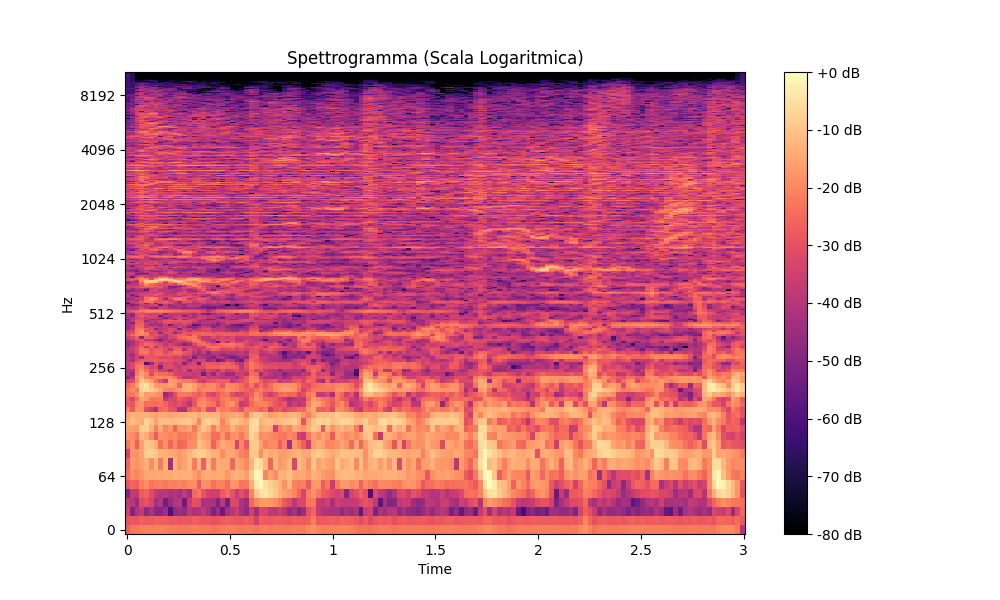 Spettrogramma (Scala Logaritmica)
Hz
8192
4096
2048
1024
512
256
128
64
0
0 0.5 1 1.5 2 2.5 3
Time
+0 dB
-10 dB
-20 dB
-30 dB
-40 dB
-50 dB
-60 dB
-70 dB
-80 dB